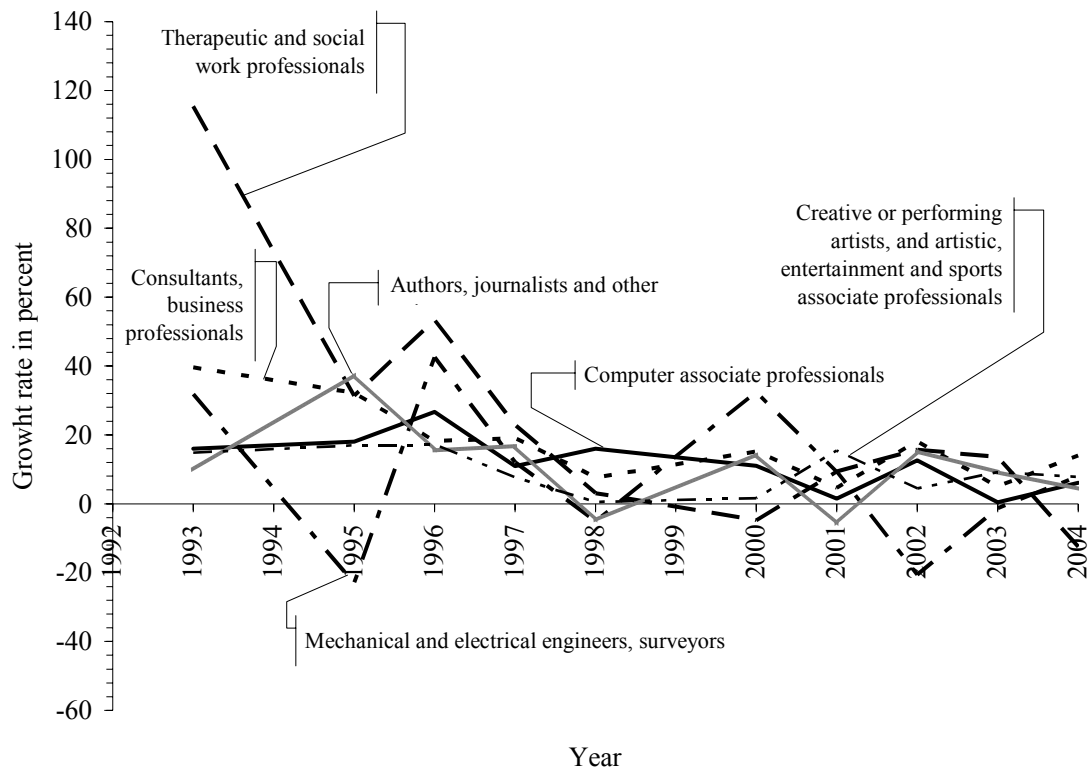 140
120
100
80
60
40
20
0
-20
-40
-60
Growht rate in percent
Therapeutic and social
work professionals
Consultants,
business
professionals
Authors, journalists and other
Creative or performing
artists, and artistic,
entertainment and sports
associate professionals
Computer associate professionals
Mechanical and electrical engineers, surveyors
1992
1993
1994
1995
1996
1997
1998
1999
2000
2001
2002
2003
2004
Year